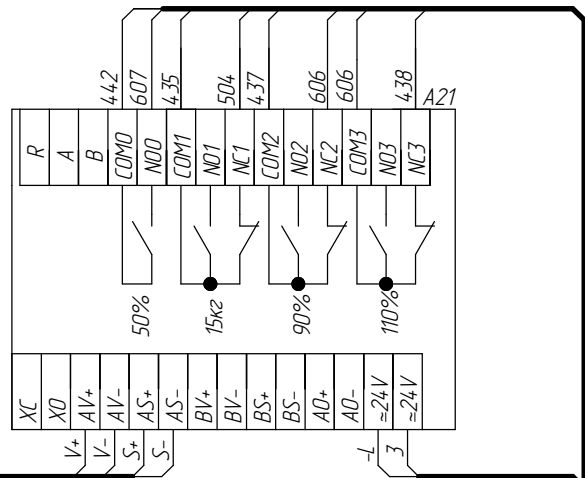 442 607 435 504 437 606 606 438 A21
R A B COM0 NO0 COM1 NO1 NC1 COM2 NO2 NC2 COM3 NO3 NC3
50% 15кг 90% 110%
XC XO AV+ AV- AS+ AS- BV+ BV- BS+ BS- AO+ AO- ≂24V ≂24V
V+ V- S+ S- -L 3